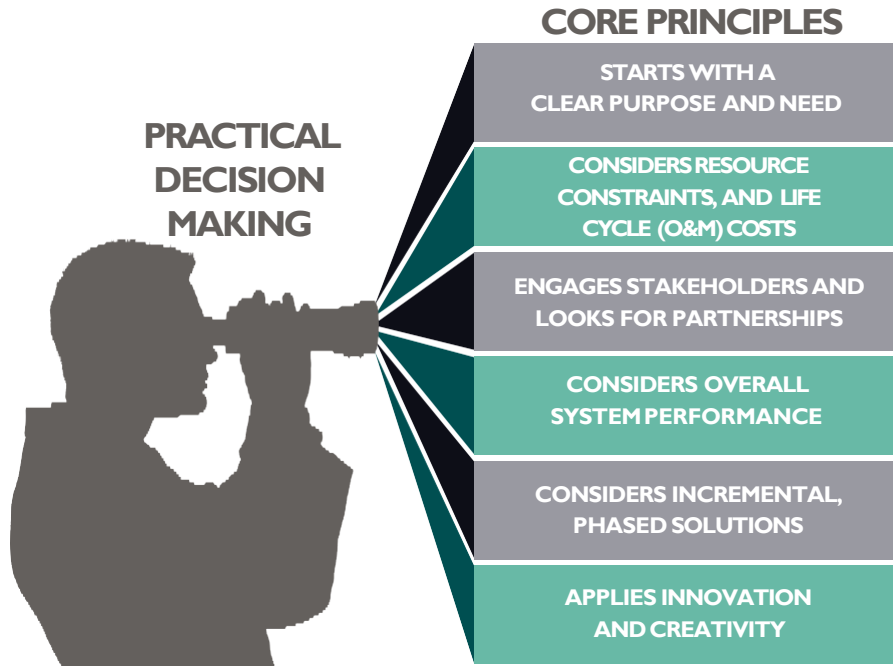 CORE PRINCIPLES
PRACTICAL
DECISION
MAKING
STARTS WITH A
CLEAR PURPOSE AND NEED
CONSIDERS RESOURCE
CONSTRAINTS, AND LIFE
CYCLE (O&M) COSTS
ENGAGES STAKEHOLDERS AND
LOOKS FOR PARTNERSHIPS
CONSIDERS OVERALL
SYSTEM PERFORMANCE
CONSIDERS INCREMENTAL,
PHASED SOLUTIONS
APPLIES INNOVATION
AND CREATIVITY